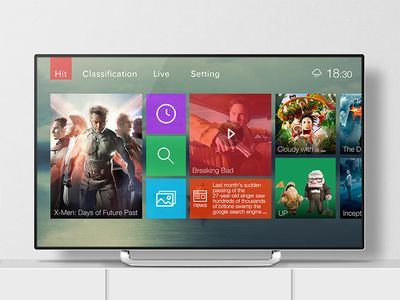 Hit Classification Live Setting 18:30
X-Men: Days of Future Past
Breaking Bad
news
Last month's sudden
passing of the
27-year-old singer saw
hundreds of thousands
of britons swamp the
google search engine ...
Cloudy with a ...
The D
UP
Incept